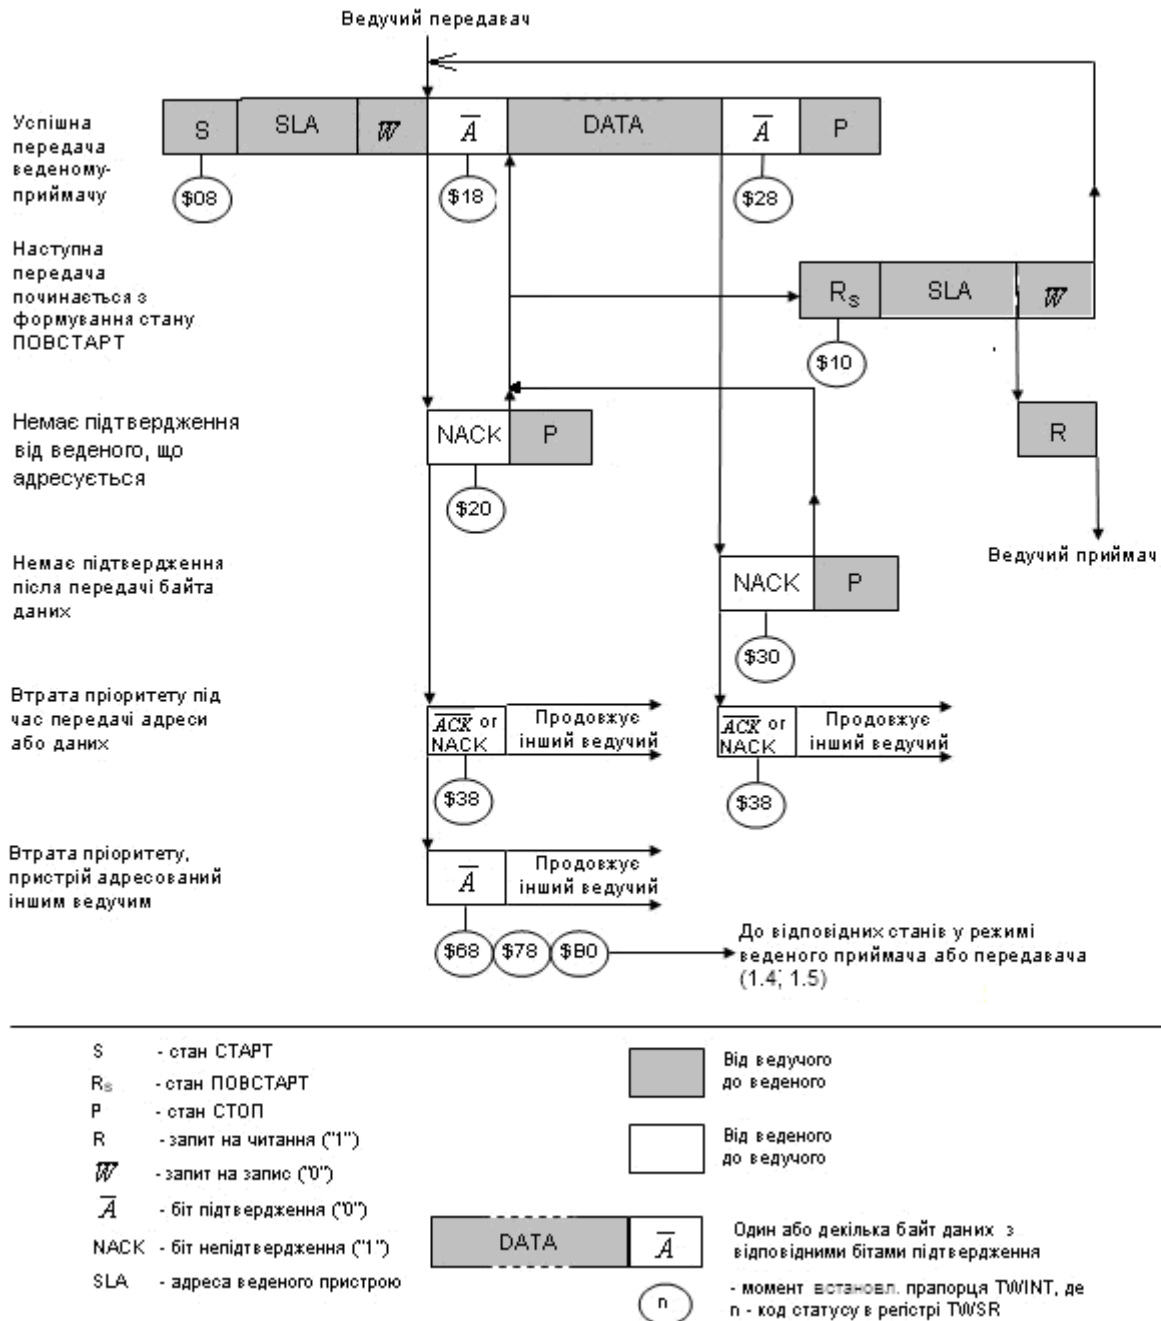 Ведучий передавач
Успішна
передача
веденому-
приймачу
S SLA W A DATA A P
$08 $18 $28
Наступна
передача
починається з
формування стану
ПОВСТАРТ
RS SLA W
$10
Немає підтвердження
від веденого, що
адресується
NACK P
R
$20
Немає підтвердження
після передачі байта
даних
Ведучий приймач
NACK P
$30
Втрата пріоритету під
час передачі адреси
або даних
ACK or
NACK
Продовжує
інший ведучий
ACK or
NACK
Продовжує
інший ведучий
$38 $38
Втрата пріоритету,
пристрій адресований
іншим ведучим
A
Продовжує
інший ведучий
$68 $78 $B0
До відповідних станів у режимі
веденого приймача або передавача
(1.4; 1.5)
S - стан СТАРТ
RS - стан ПОВСТАРТ
P - стан СТОП
R - запит на читання ("1")
W - запит на запис ("0")
A - біт підтвердження ("0")
NACK - біт непідтвердження ("1")
SLA - адреса веденого пристрою
Від ведучого
до веденого
Від веденого
до ведучого
DATA A
Один або декілька байт даних з
відповідними бітами підтвердження
n
- момент встановл. прапорця TWINT, де
n - код статусу в регістрі TWSR